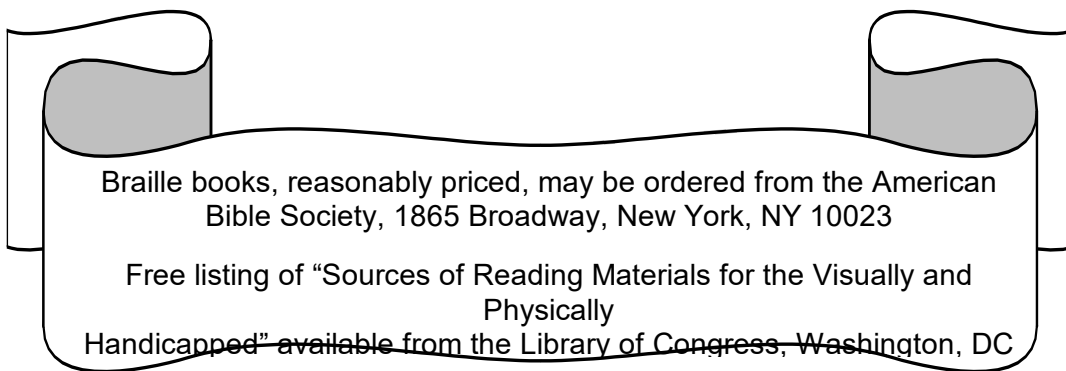 Braille books, reasonably priced, may be ordered from the American
Bible Society, 1865 Broadway, New York, NY 10023
Free listing of “Sources of Reading Materials for the Visually and
Physically
Handicapped” available from the Library of Congress, Washington, DC